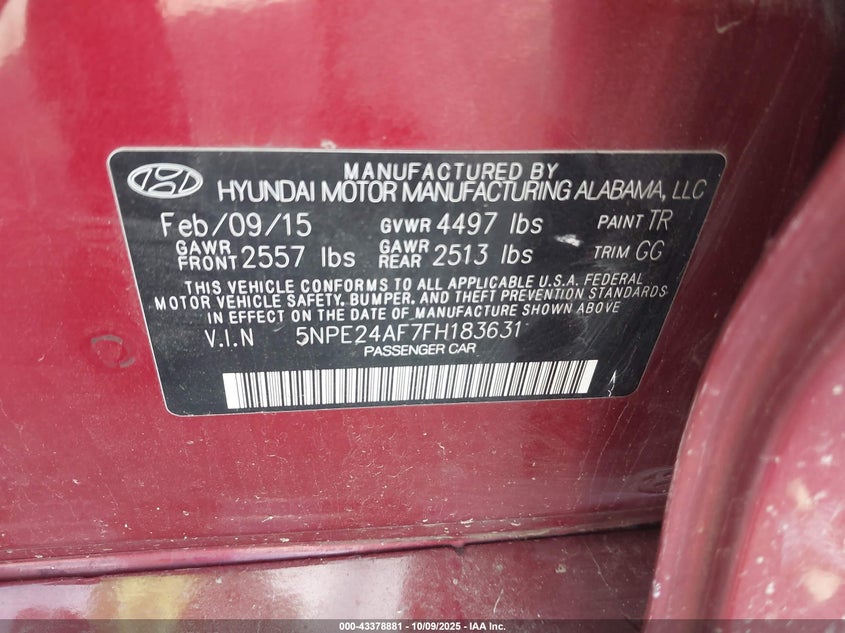 MANUFACTURED BY
HYUNDAI MOTOR MANUFACTURING ALABAMA, LLC
Feb/09/15 GVWR 4497 lbs PAINT TR
GAWR FRONT 2557 lbs GAWR REAR 2513 lbs TRIM GG
THIS VEHICLE CONFORMS TO ALL APPLICABLE U.S.A. FEDERAL
MOTOR VEHICLE SAFETY, BUMPER, AND THEFT PREVENTION STANDARDS
IN EFFECT ON THE DATE OF MANUFACTURE SHOWN ABOVE
V.I.N 5NPE24AF7FH183631
PASSENGER CAR
000-43378881 - 10/09/2025 - IAA Inc.